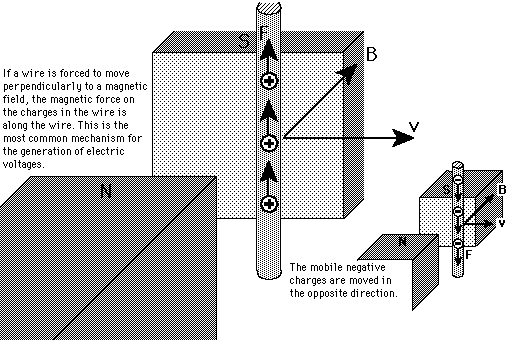 S
F
B
V
If a wire is forced to move
perpendicularly to a magnetic
field, the magnetic force on
the charges in the wire is
along the wire. This is the
most common mechanism for
the generation of electric
voltages.
N
S
B
V
N
F
The mobile negative
charges are moved in
the opposite direction.